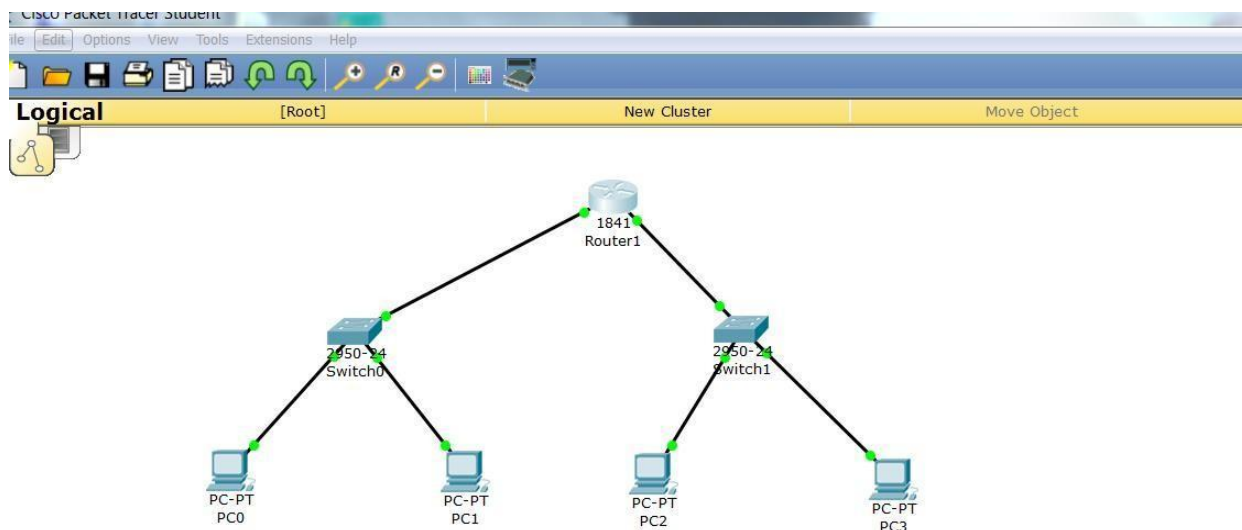 Cisco Packet Tracer Student
File Edit Options View Tools Extensions Help
Logical [Root] New Cluster Move Object
1841
Router1
2950-24
Switch0
2950-24
Switch1
PC-PT
PC0
PC-PT
PC1
PC-PT
PC2
PC-PT
PC3